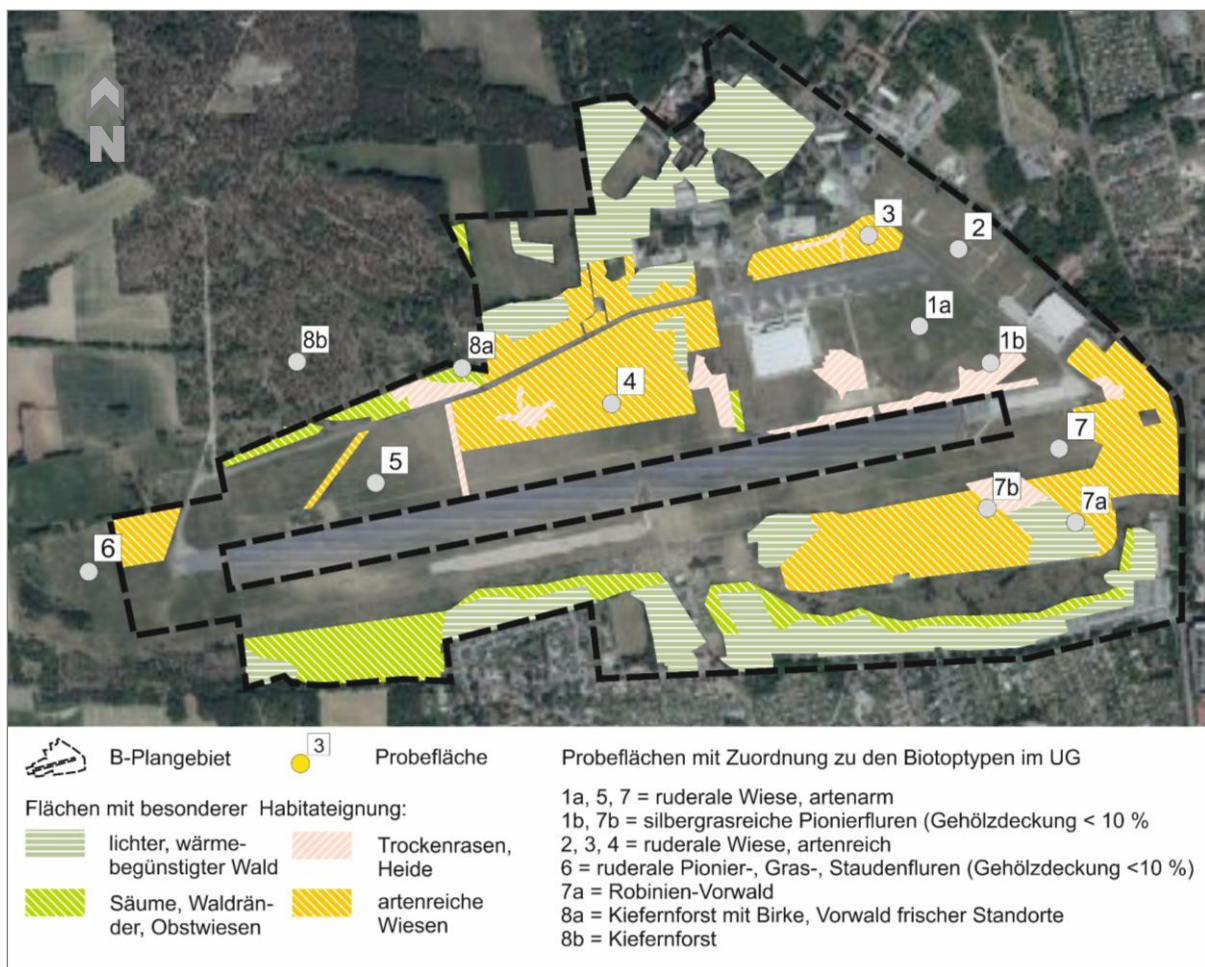 N
3
2
1a
8b
8a
1b
4
7
5
7b
7a
6
B-Plangebiet
3
Probefläche
Flächen mit besonderer Habitateignung:
lichter, wärme-
begünstigter Wald
Trockenrasen,
Heide
Säume, Waldrän-
der, Obstwiesen
artenreiche
Wiesen
Probeflächen mit Zuordnung zu den Biotoptypen im UG
1a, 5, 7 = ruderale Wiese, artenarm
1b, 7b = silbergrasreiche Pionierfluren (Gehölzdeckung < 10 %
2, 3, 4 = ruderale Wiese, artenreich
6 = ruderale Pionier-, Gras-, Staudenfluren (Gehölzdeckung <10 %)
7a = Robinien-Vorwald
8a = Kiefernforst mit Birke, Vorwald frischer Standorte
8b = Kiefernforst